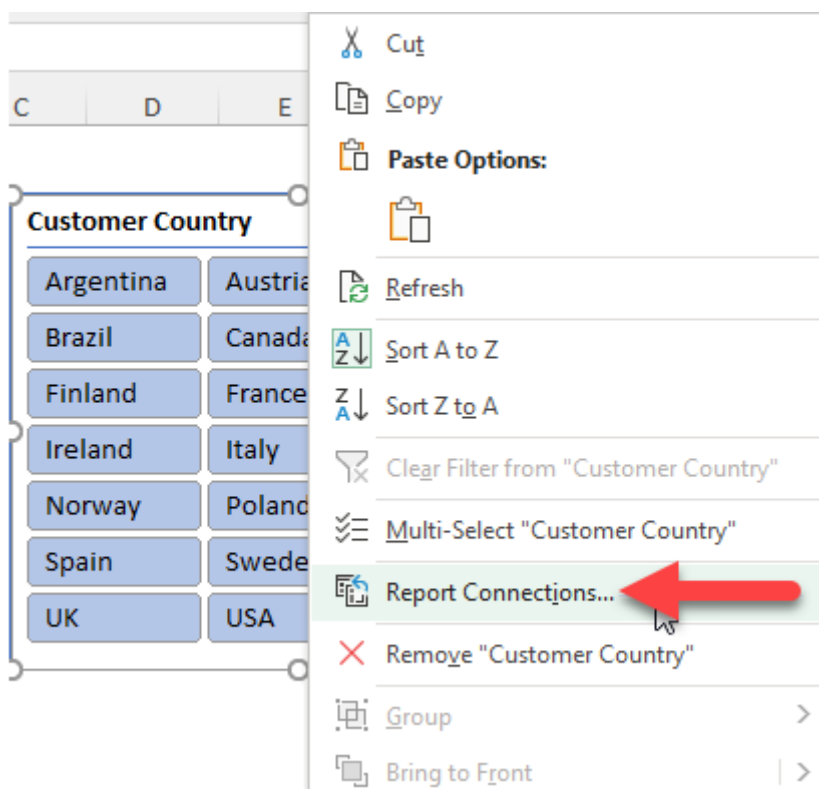 C D E
Customer Country
Argentina Austria
Brazil Canada
Finland France
Ireland Italy
Norway Poland
Spain Swede
UK USA
Cut
Copy
Paste Options:
Refresh
Sort A to Z
Sort Z to A
Clear Filter from "Customer Country"
Multi-Select "Customer Country"
Report Connections...
Remove "Customer Country"
Group
Bring to Front